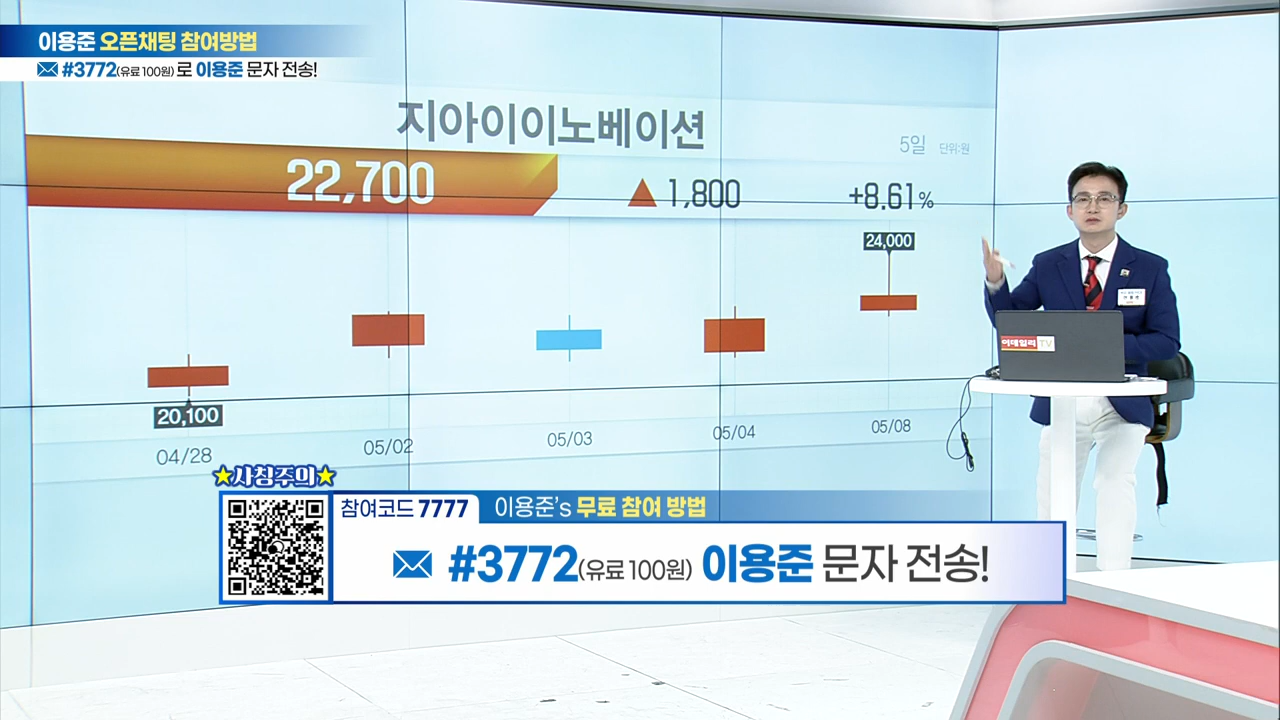 이용준 오픈채팅 참여방법
#3772(유료 100원) 로 이용준 문자 전송!
지아이이노베이션
5일 단위:원
22,700 ▲1,800 +8.61%
24,000
20,100
04/28 05/02 05/03 05/04 05/08
이데일리TV
★사칭주의★
참여코드 7777 이용준's 무료 참여 방법
#3772(유료 100원) 이용준 문자 전송!